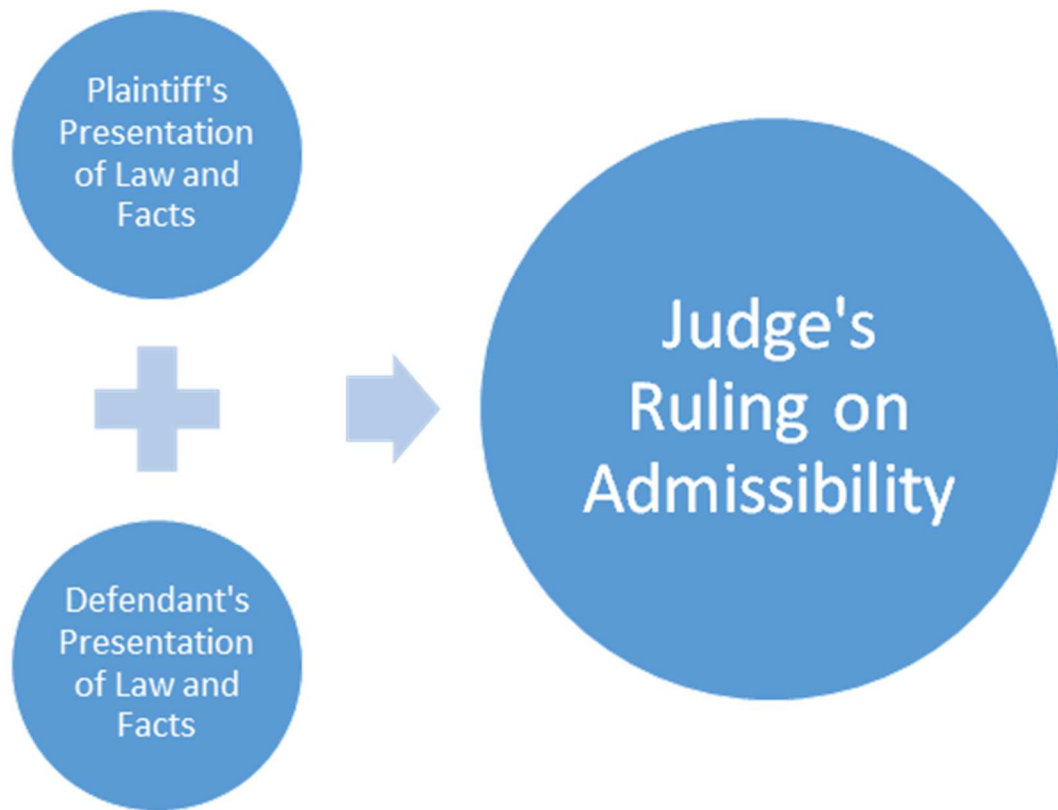 Plaintiff's
Presentation
of Law and
Facts
Defendant's
Presentation
of Law and
Facts
Judge's
Ruling on
Admissibility